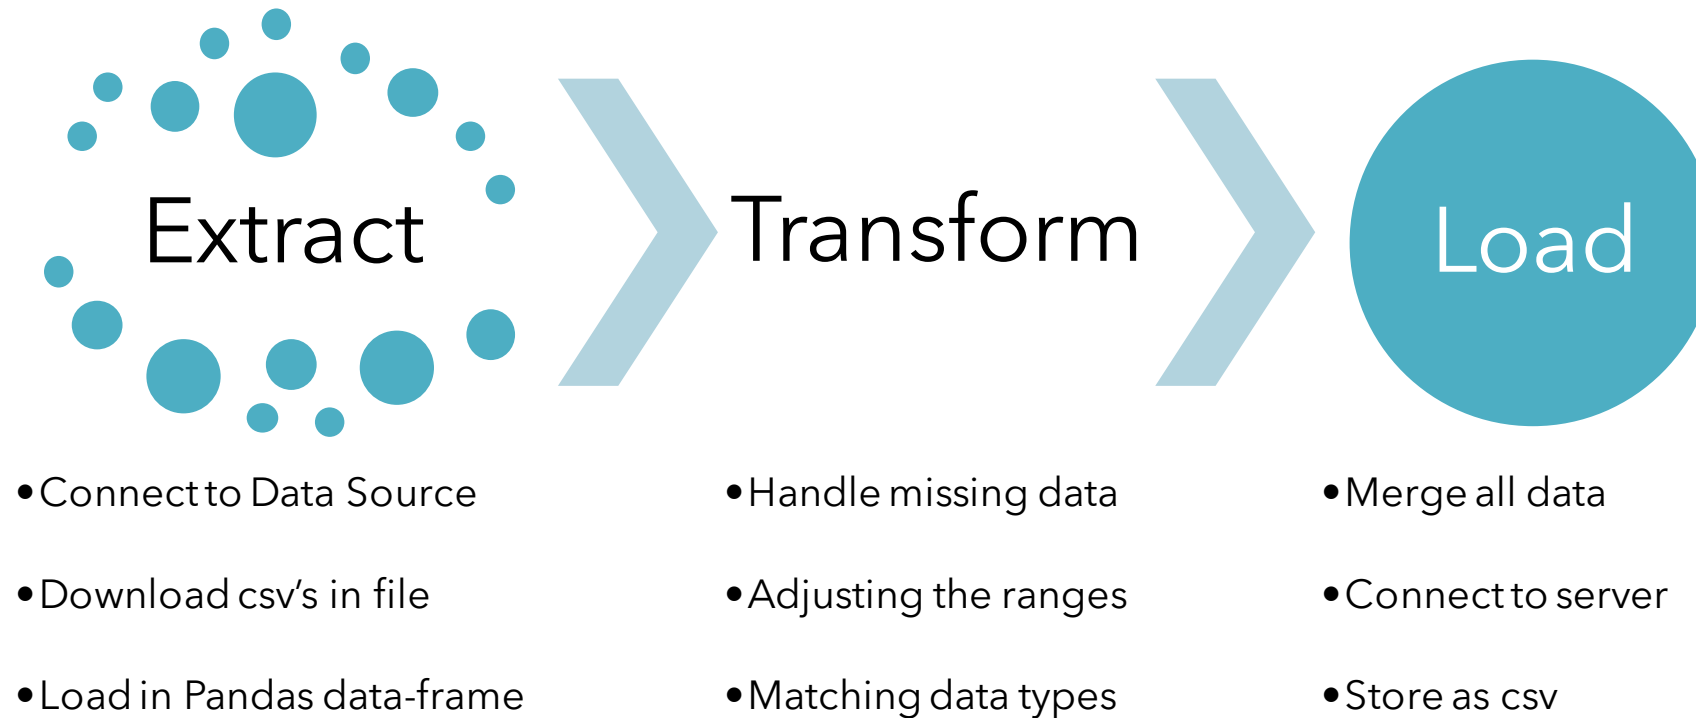 Extract
Transform
Load
•Connect to Data Source
•Download csv’s in file
•Load in Pandas data-frame
•Handle missing data
•Adjusting the ranges
•Matching data types
•Merge all data
•Connect to server
•Store as csv